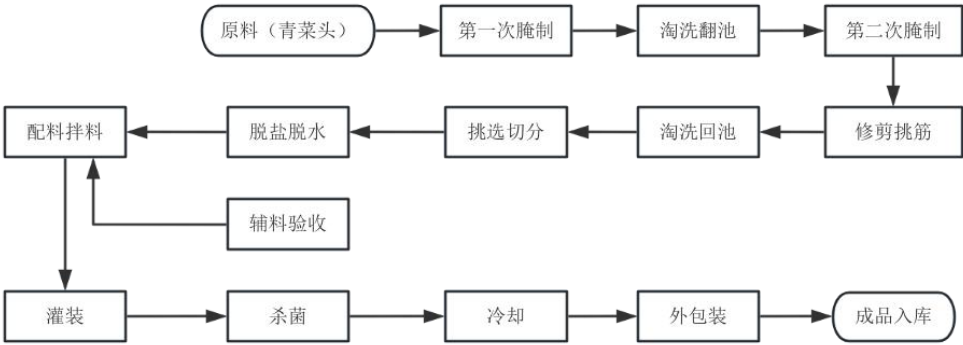 原料（青菜头）
第一次腌制
淘洗翻池
第二次腌制
修剪挑筋
淘洗回池
挑选切分
脱盐脱水
配料拌料
辅料验收
灌装
杀菌
冷却
外包装
成品入库